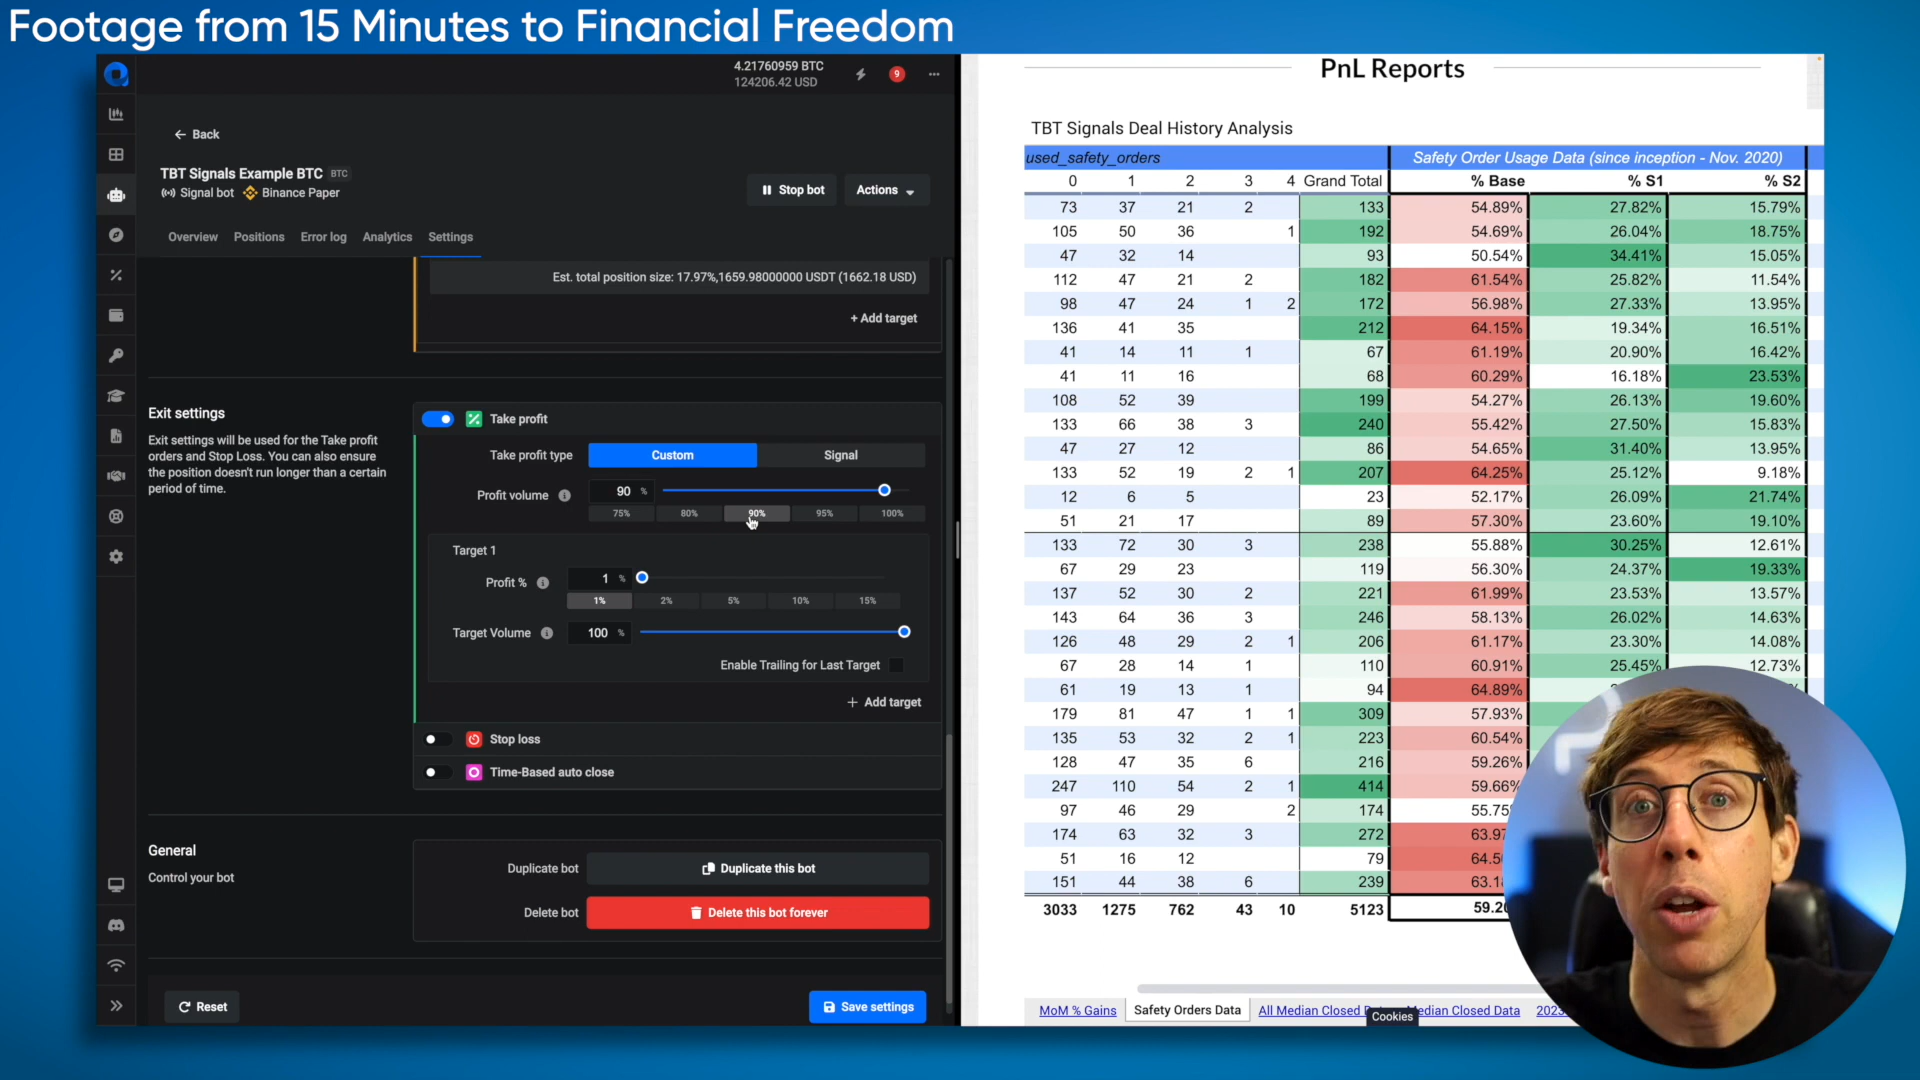 Footage from 15 Minutes to Financial Freedom
4.21760959 BTC
124206.42 USD
9
Back
TBT Signals Example BTC BTC
Signal bot Binance Paper
Stop bot
Actions
Overview Positions Error log Analytics Settings
Est. total position size: 17.97%,1659.98000000 USDT (1662.18 USD)
+ Add target
Exit settings
Exit settings will be used for the Take profit
orders and Stop Loss. You can also ensure
the position doesn't run longer than a certain
period of time.
Take profit
Take profit type Custom Signal
Profit volume 90 %
75% 80% 90% 95% 100%
Target 1
Profit % 1 %
1% 2% 5% 10% 15%
Target Volume 100 %
Enable Trailing for Last Target
+ Add target
Stop loss
Time-Based auto close
General
Control your bot
Duplicate bot Duplicate this bot
Delete bot Delete this bot forever
Reset
Save settings
PnL Reports
TBT Signals Deal History Analysis
used_safety_orders Safety Order Usage Data (since inception - Nov. 2020)
0 1 2 3 4 Grand Total % Base % S1 % S2
73 37 21 2 133 54.89% 27.82% 15.79%
105 50 36 1 192 54.69% 26.04% 18.75%
47 32 14 93 50.54% 34.41% 15.05%
112 47 21 2 182 61.54% 25.82% 11.54%
98 47 24 1 2 172 56.98% 27.33% 13.95%
136 41 35 212 64.15% 19.34% 16.51%
41 14 11 1 67 61.19% 20.90% 16.42%
41 11 16 68 60.29% 16.18% 23.53%
108 52 39 199 54.27% 26.13% 19.60%
133 66 38 3 240 55.42% 27.50% 15.83%
47 27 12 86 54.65% 31.40% 13.95%
133 52 19 2 1 207 64.25% 25.12% 9.18%
12 6 5 23 52.17% 26.09% 21.74%
51 21 17 89 57.30% 23.60% 19.10%
133 72 30 3 238 55.88% 30.25% 12.61%
67 29 23 119 56.30% 24.37% 19.33%
137 52 30 2 221 61.99% 23.53% 13.57%
143 64 36 3 246 58.13% 26.02% 14.63%
126 48 29 2 1 206 61.17% 23.30% 14.08%
67 28 14 1 110 60.91% 25.45% 12.73%
61 19 13 1 94 64.89%
179 81 47 1 1 309 57.93%
135 53 32 2 1 223 60.54%
128 47 35 6 216 59.26%
247 110 54 2 1 414 59.66%
97 46 29 2 174 55.75
174 63 32 3 272 63.97
51 16 12 79 64.5
151 44 38 6 239 63.1
3033 1275 762 43 10 5123 59.2
MoM % Gains Safety Orders Data All Median Closed Median Closed Data 2023
Cookies